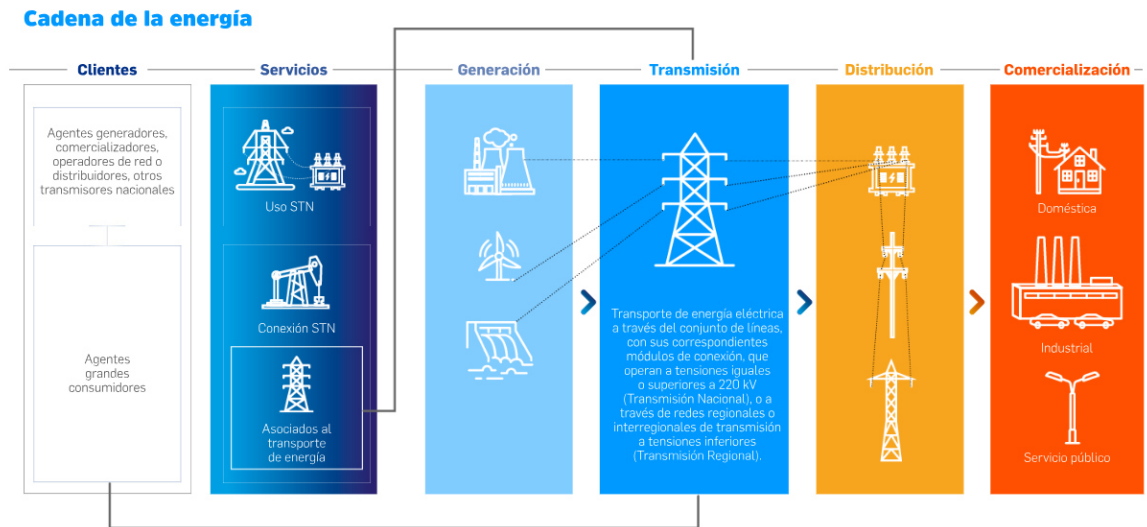 Cadena de la energía
Clientes
Servicios
Generación
Transmisión
Distribución
Comercialización
Agentes generadores,
comercializadores,
operadores de red o
distribuidores, otros
transmisores nacionales
Agentes
grandes
consumidores
Uso STN
Conexión STN
Asociados al
transporte
de energía
Transporte de energía eléctrica
a través del conjunto de líneas,
con sus correspondientes
módulos de conexión, que
operan a tensiones iguales
o superiores a 220 kV
(Transmisión Nacional), o a
través de redes regionales o
interregionales de transmisión
a tensiones inferiores
(Transmisión Regional).
Doméstica
Industrial
Servicio público